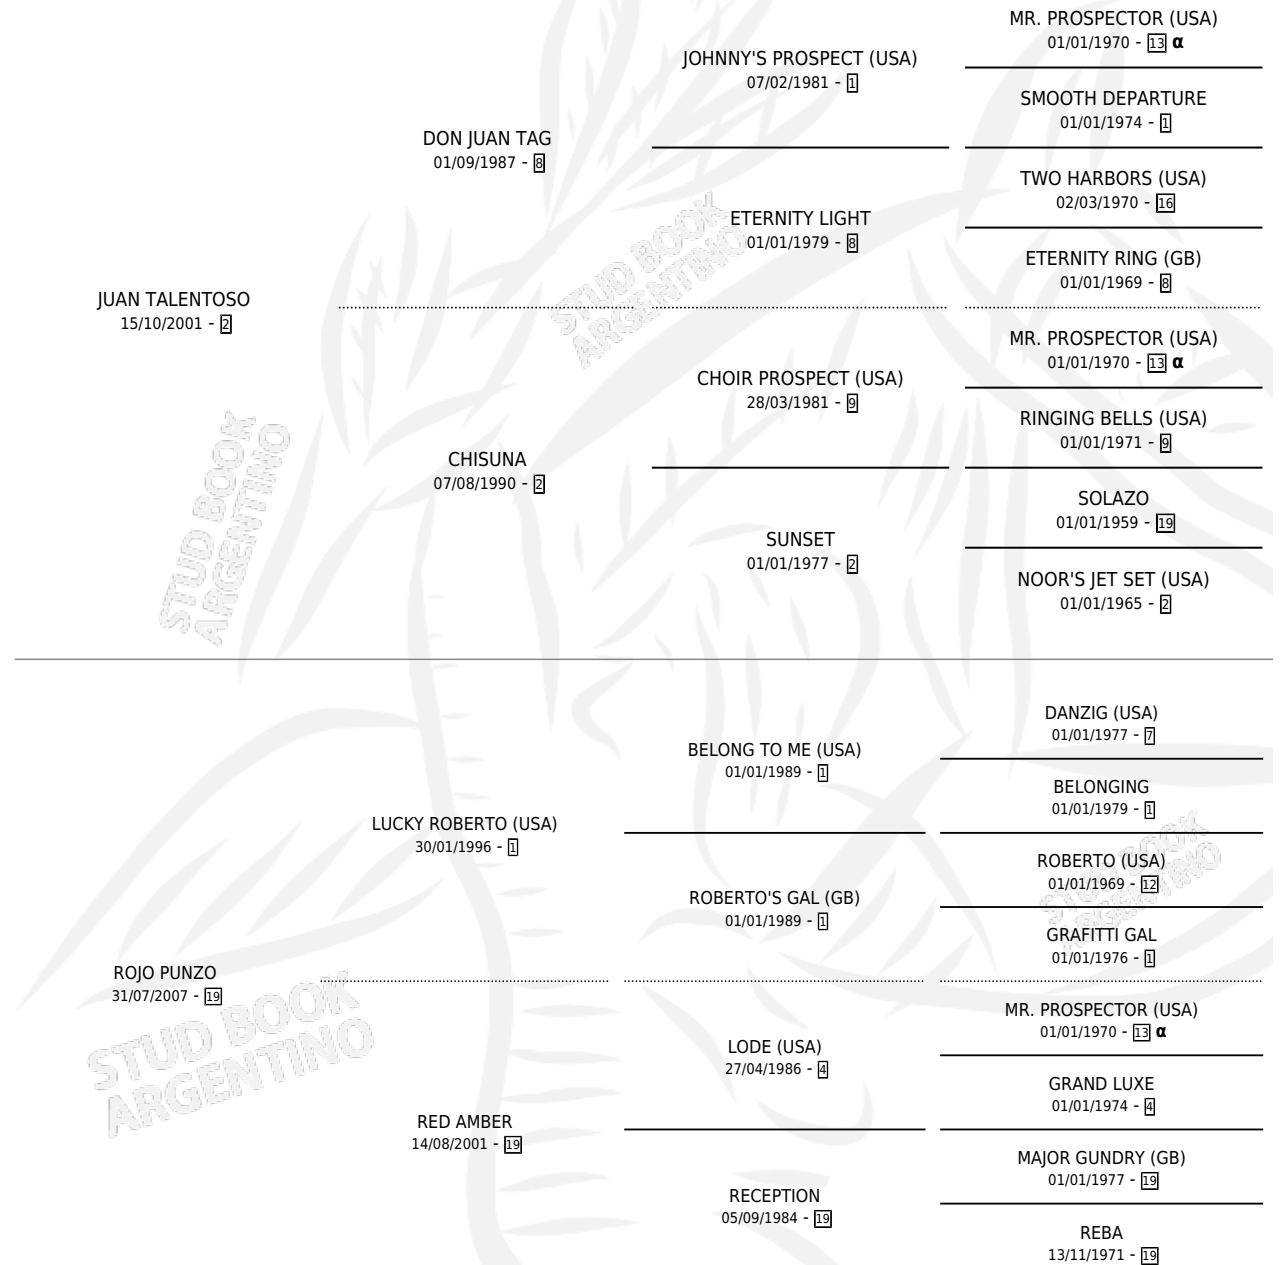 MR. PROSPECTOR (USA)
01/01/1970 - 13 α
JOHNNY'S PROSPECT (USA)
07/02/1981 - 1
SMOOTH DEPARTURE
01/01/1974 - 1
DON JUAN TAG
01/09/1987 - 8
TWO HARBORS (USA)
02/03/1970 - 16
ETERNITY LIGHT
01/01/1979 - 8
ETERNITY RING (GB)
01/01/1969 - 8
STUD BOOK
ARGENTINO
JUAN TALENTOSO
15/10/2001 - 2
MR. PROSPECTOR (USA)
01/01/1970 - 13 α
CHOIR PROSPECT (USA)
28/03/1981 - 9
RINGING BELLS (USA)
01/01/1971 - 9
CHISUNA
07/08/1990 - 2
SOLAZO
01/01/1959 - 19
SUNSET
01/01/1977 - 2
NOOR'S JET SET (USA)
01/01/1965 - 2
STUD BOOK
ARGENTINO
DANZIG (USA)
01/01/1977 - 7
BELONG TO ME (USA)
01/01/1989 - 1
BELONGING
01/01/1979 - 1
LUCKY ROBERTO (USA)
30/01/1996 - 1
ROBERTO (USA)
01/01/1969 - 12
ROBERTO'S GAL (GB)
01/01/1989 - 1
GRAFITTI GAL
01/01/1976 - 1
STUD BOOK
ARGENTINO
ROJO PUNZO
31/07/2007 - 19
MR. PROSPECTOR (USA)
01/01/1970 - 13 α
LODE (USA)
27/04/1986 - 4
GRAND LUXE
01/01/1974 - 4
RED AMBER
14/08/2001 - 19
MAJOR GUNDRY (GB)
01/01/1977 - 19
RECEPTION
05/09/1984 - 19
REBA
13/11/1971 - 19
STUD BOOK
ARGENTINO